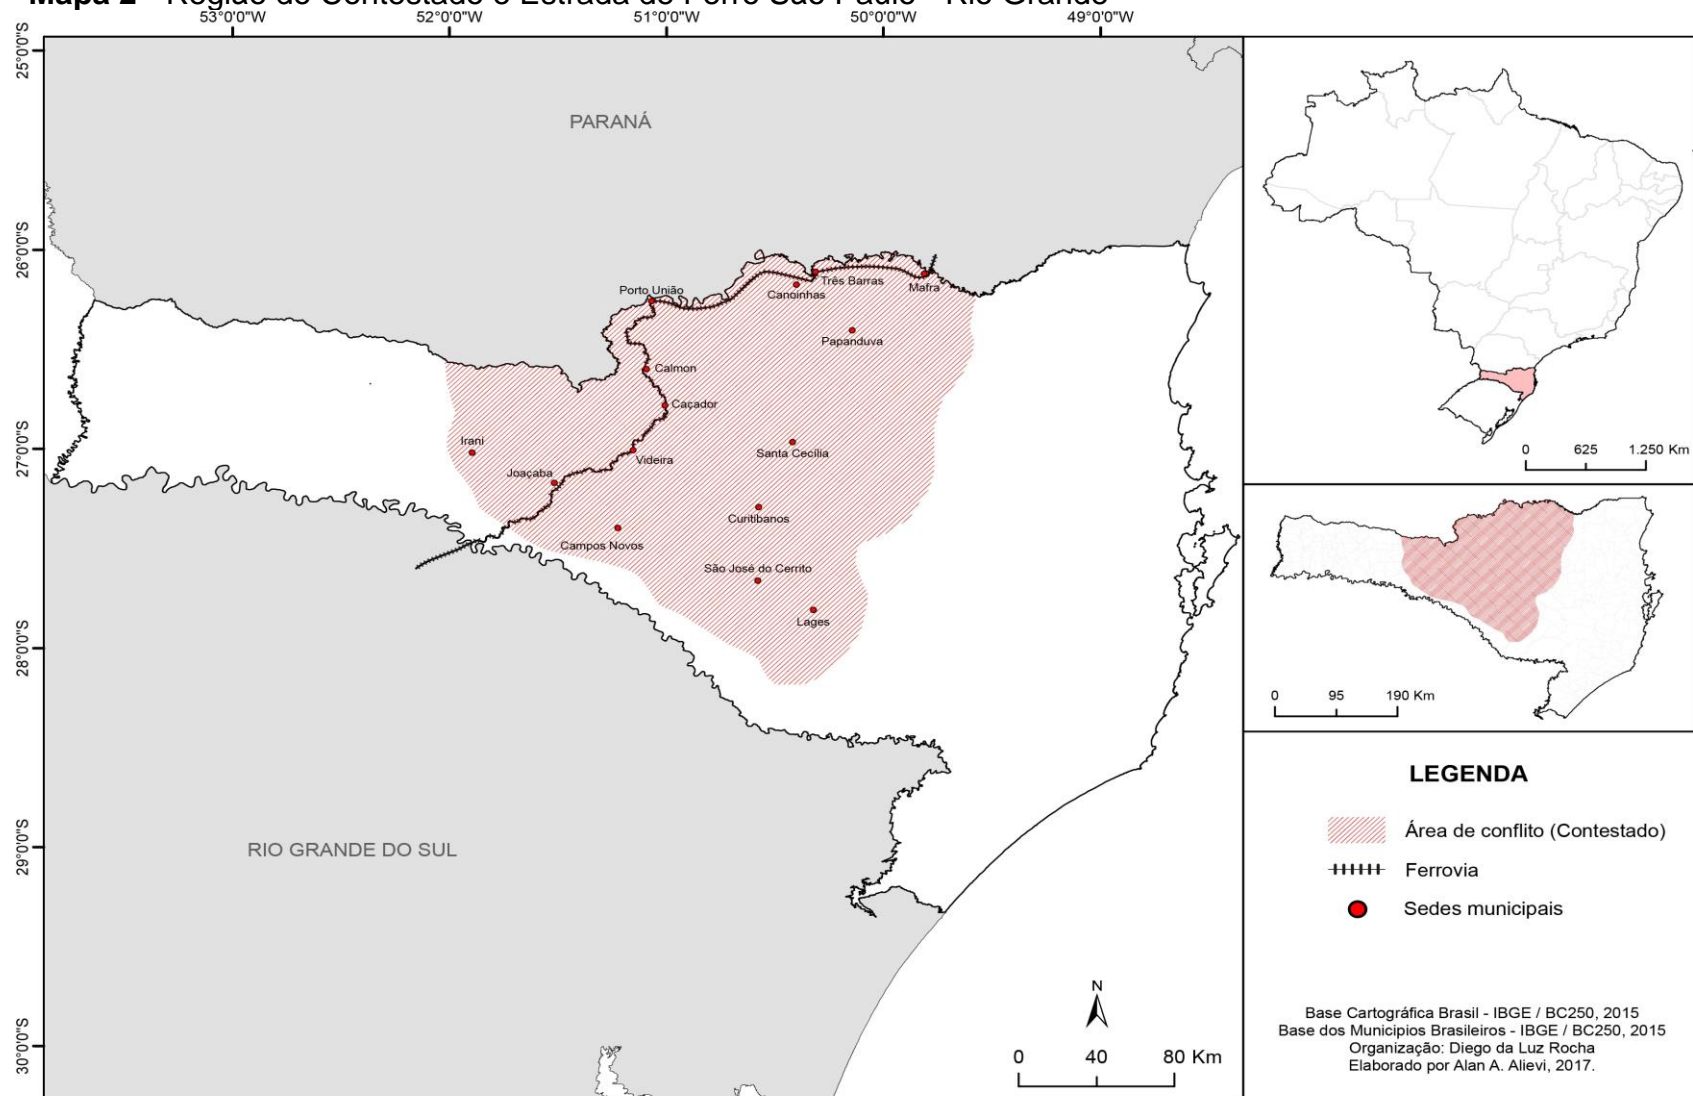 Mapa 2 - Região do Contestado e Estrada de Ferro São Paulo - Rio Grande
53°0'0"W 52°0'0"W 51°0'0"W 50°0'0"W 49°0'0"W
25°0'0"S
26°0'0"S
27°0'0"S
28°0'0"S
29°0'0"S
30°0'0"S
PARANÁ
Porto União
Três Barras
Canoinhas
Mafra
Papanduva
Calmon
Caçador
Irani
Santa Cecília
Videira
Joaçaba
Curitibanos
Campos Novos
São José do Cerrito
Lages
RIO GRANDE DO SUL
N
0 40 80 Km
0 625 1.250 Km
0 95 190 Km
LEGENDA
Área de conflito (Contestado)
Ferrovia
Sedes municipais
Base Cartográfica Brasil - IBGE / BC250, 2015
Base dos Municipios Brasileiros - IBGE / BC250, 2015
Organização: Diego da Luz Rocha
Elaborado por Alan A. Alievi, 2017.